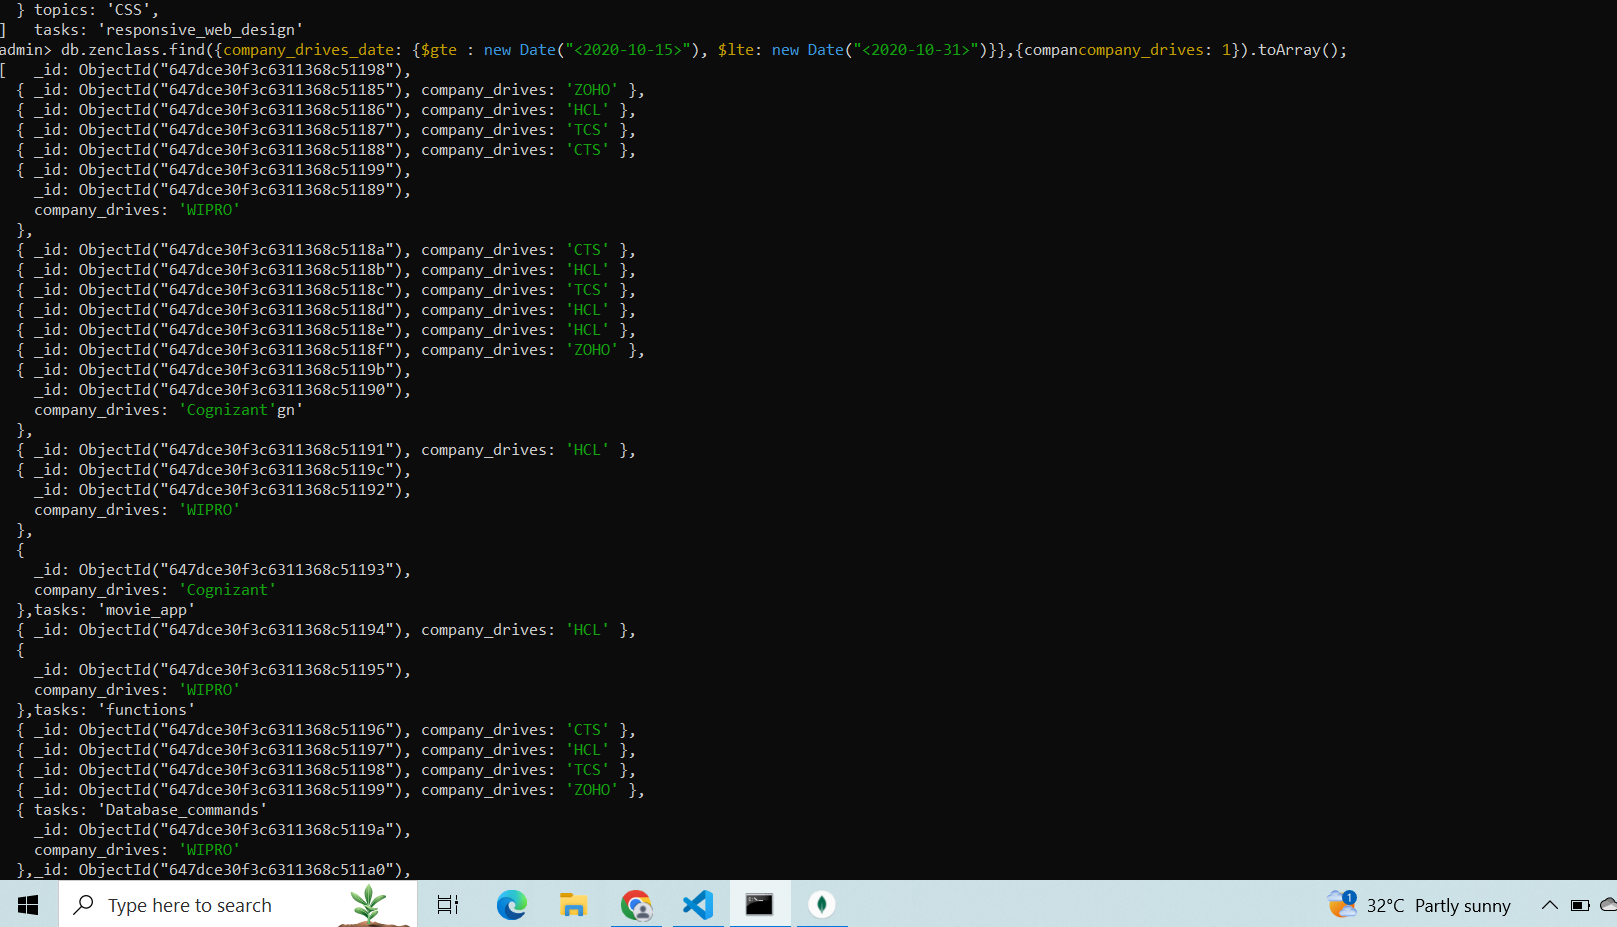 } topics: 'CSS',
]   tasks: 'responsive_web_design'
admin> db.zenclass.find({company_drives_date: {$gte : new Date("<2020-10-15>"), $lte: new Date("<2020-10-31>")}},{compancompany_drives: 1}).toArray();
[   _id: ObjectId("647dce30f3c6311368c51198"),
  { _id: ObjectId("647dce30f3c6311368c51185"), company_drives: 'ZOHO' },
  { _id: ObjectId("647dce30f3c6311368c51186"), company_drives: 'HCL' },
  { _id: ObjectId("647dce30f3c6311368c51187"), company_drives: 'TCS' },
  { _id: ObjectId("647dce30f3c6311368c51188"), company_drives: 'CTS' },
  { _id: ObjectId("647dce30f3c6311368c51199"),
    _id: ObjectId("647dce30f3c6311368c51189"),
    company_drives: 'WIPRO'
  },
  { _id: ObjectId("647dce30f3c6311368c5118a"), company_drives: 'CTS' },
  { _id: ObjectId("647dce30f3c6311368c5118b"), company_drives: 'HCL' },
  { _id: ObjectId("647dce30f3c6311368c5118c"), company_drives: 'TCS' },
  { _id: ObjectId("647dce30f3c6311368c5118d"), company_drives: 'HCL' },
  { _id: ObjectId("647dce30f3c6311368c5118e"), company_drives: 'HCL' },
  { _id: ObjectId("647dce30f3c6311368c5118f"), company_drives: 'ZOHO' },
  { _id: ObjectId("647dce30f3c6311368c5119b"),
    _id: ObjectId("647dce30f3c6311368c51190"),
    company_drives: 'Cognizant'gn'
  },
  { _id: ObjectId("647dce30f3c6311368c51191"), company_drives: 'HCL' },
  { _id: ObjectId("647dce30f3c6311368c5119c"),
    _id: ObjectId("647dce30f3c6311368c51192"),
    company_drives: 'WIPRO'
  },
  {
    _id: ObjectId("647dce30f3c6311368c51193"),
    company_drives: 'Cognizant'
  },tasks: 'movie_app'
  { _id: ObjectId("647dce30f3c6311368c51194"), company_drives: 'HCL' },
  {
    _id: ObjectId("647dce30f3c6311368c51195"),
    company_drives: 'WIPRO'
  },tasks: 'functions'
  { _id: ObjectId("647dce30f3c6311368c51196"), company_drives: 'CTS' },
  { _id: ObjectId("647dce30f3c6311368c51197"), company_drives: 'HCL' },
  { _id: ObjectId("647dce30f3c6311368c51198"), company_drives: 'TCS' },
  { _id: ObjectId("647dce30f3c6311368c51199"), company_drives: 'ZOHO' },
  { tasks: 'Database_commands'
    _id: ObjectId("647dce30f3c6311368c5119a"),
    company_drives: 'WIPRO'
  },_id: ObjectId("647dce30f3c6311368c511a0"),
Type here to search
1
32°C Partly sunny